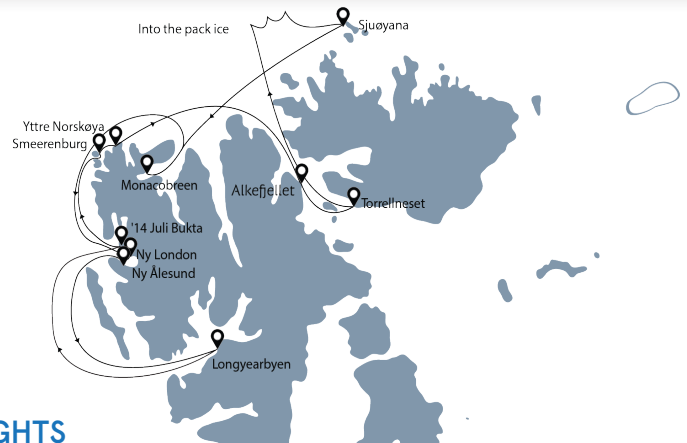 Into the pack ice
Sjuøyana
Yttre Norskøya
Smeerenburg
Monacobreen
Alkefjellet
Torrellneset
'14 Juli Bukta
Ny London
Ny Ålesund
Longyearbyen
GHTS